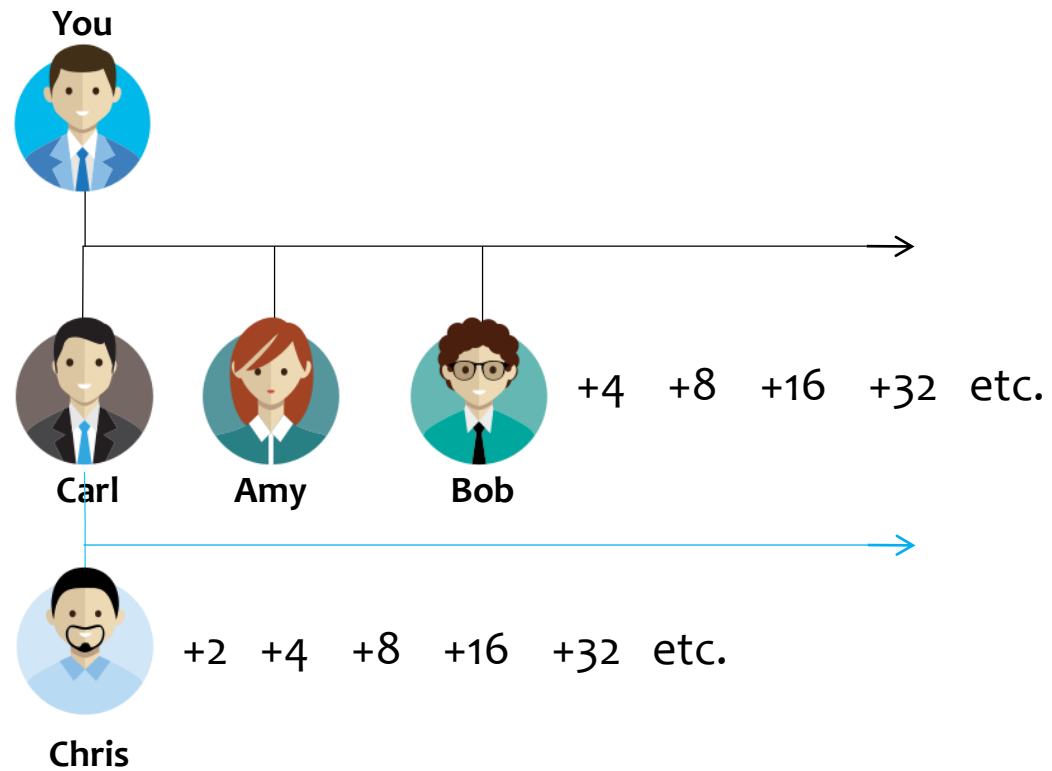 You
+4 +8 +16 +32 etc.
Carl Amy Bob
+2 +4 +8 +16 +32 etc.
Chris